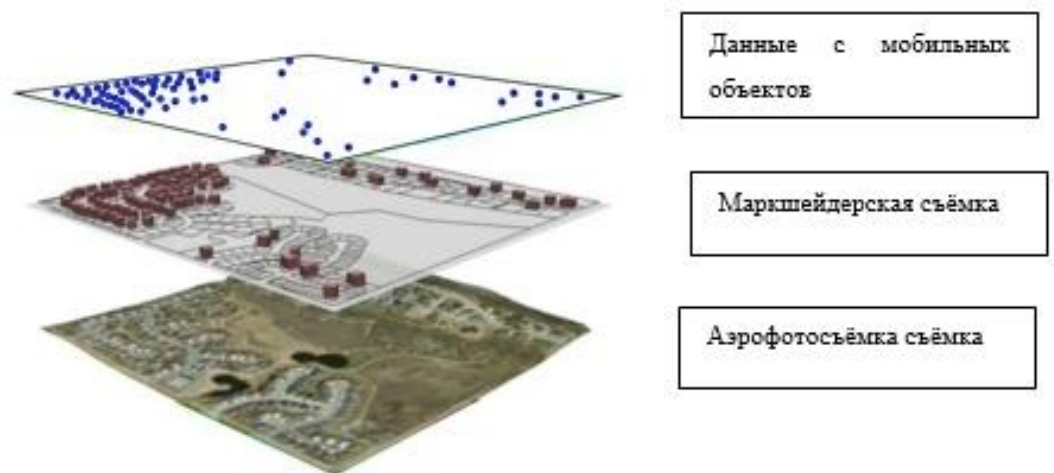 Данные с мобильных
объектов
Маркшейдерская съёмка
Аэрофотосъёмка съёмка